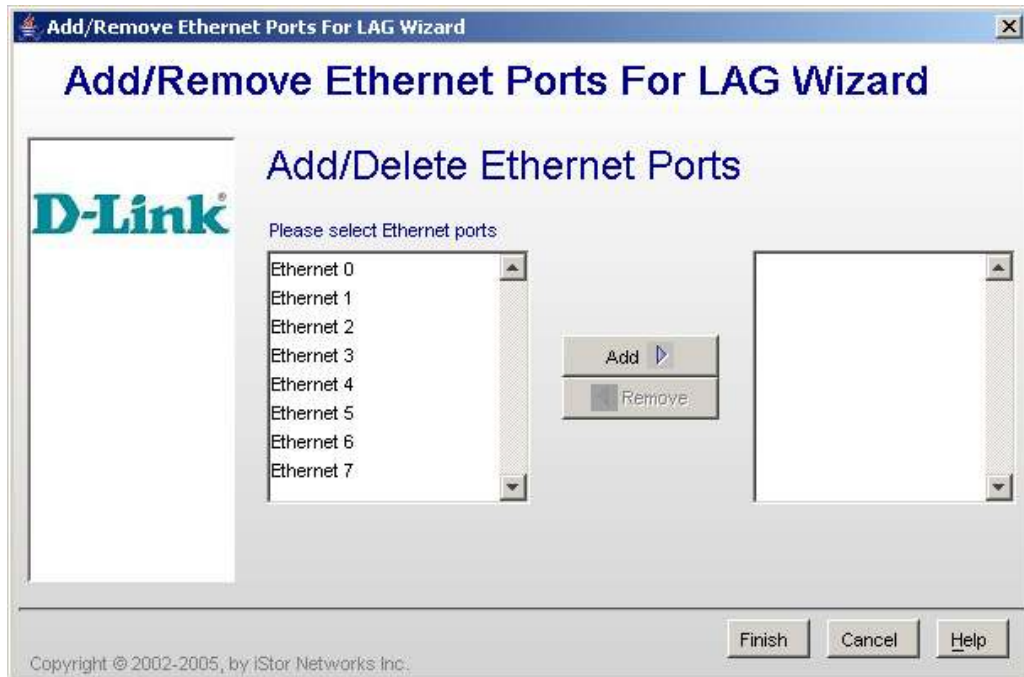 Add/Remove Ethernet Ports For LAG Wizard
Add/Remove Ethernet Ports For LAG Wizard
D-Link®
Add/Delete Ethernet Ports
Please select Ethernet ports
Ethernet 0
Ethernet 1
Ethernet 2
Ethernet 3
Ethernet 4
Ethernet 5
Ethernet 6
Ethernet 7
Add
Remove
Finish
Cancel
Help
Copyright © 2002-2005, by iStor Networks Inc.